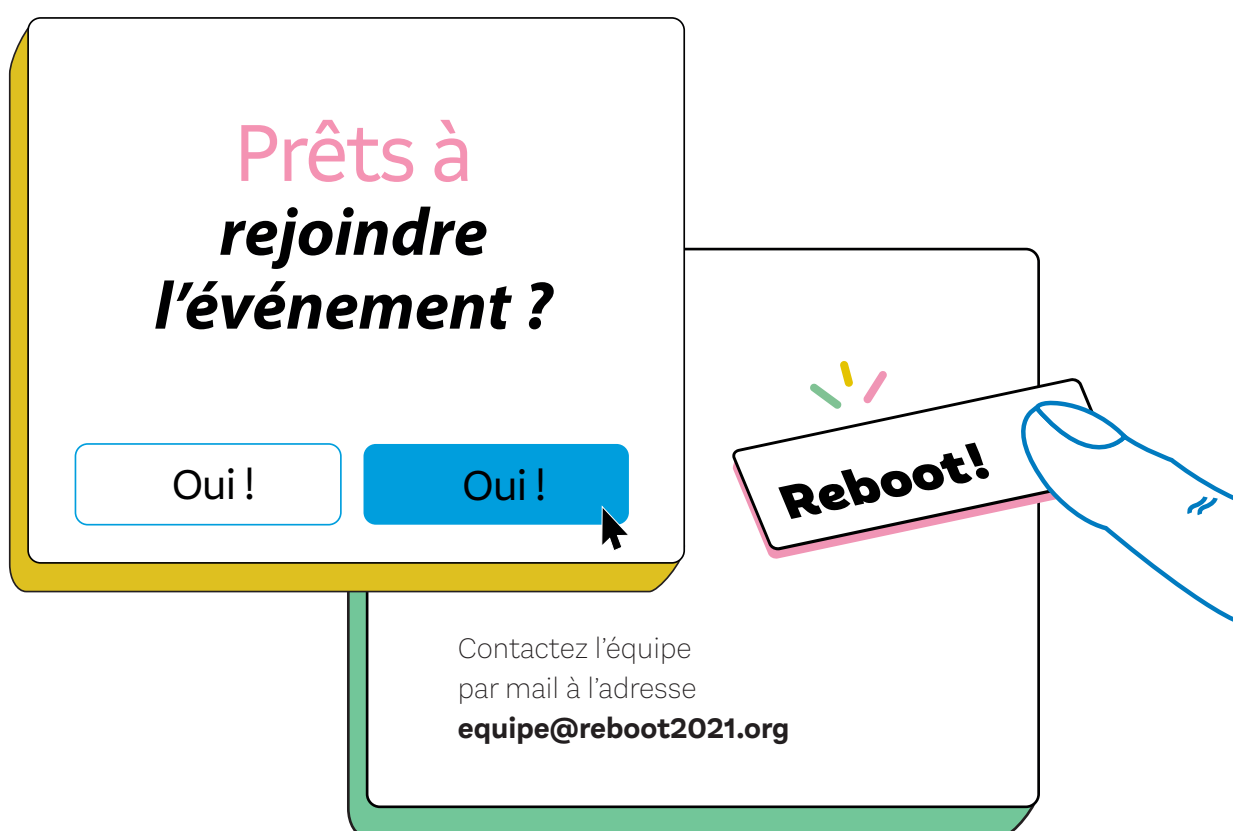 Prêts à
rejoindre
l’événement ?
Oui !
Oui !
Reboot!
Contactez l’équipe
par mail à l’adresse
equipe@reboot2021.org